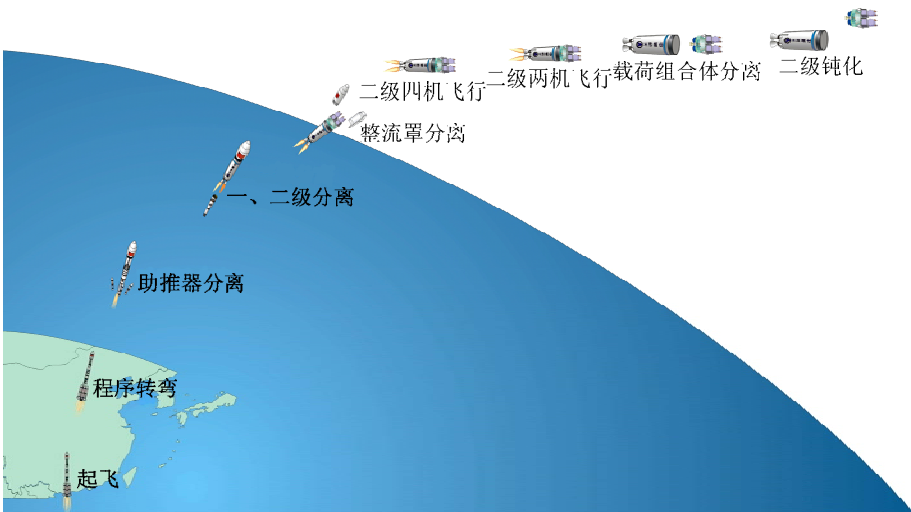 二级四机飞行
二级两机飞行
载荷组合体分离
二级钝化
整流罩分离
一、二级分离
助推器分离
程序转弯
起飞